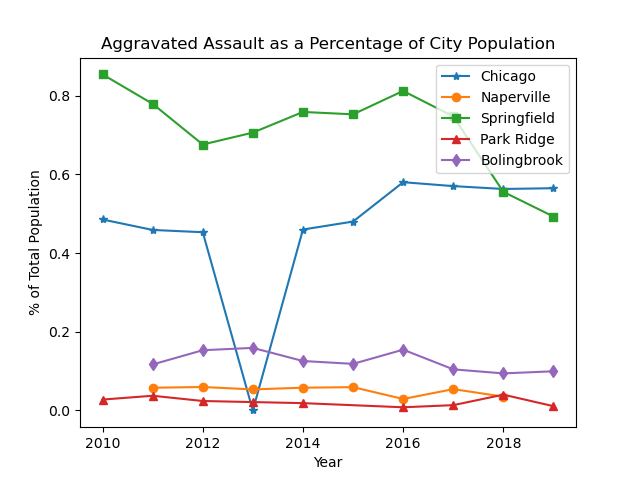 Aggravated Assault as a Percentage of City Population
Chicago
Naperville
Springfield
Park Ridge
Bolingbrook
% of Total Population
0.8
0.6
0.4
0.2
0.0
2010
2012
2014
2016
2018
Year